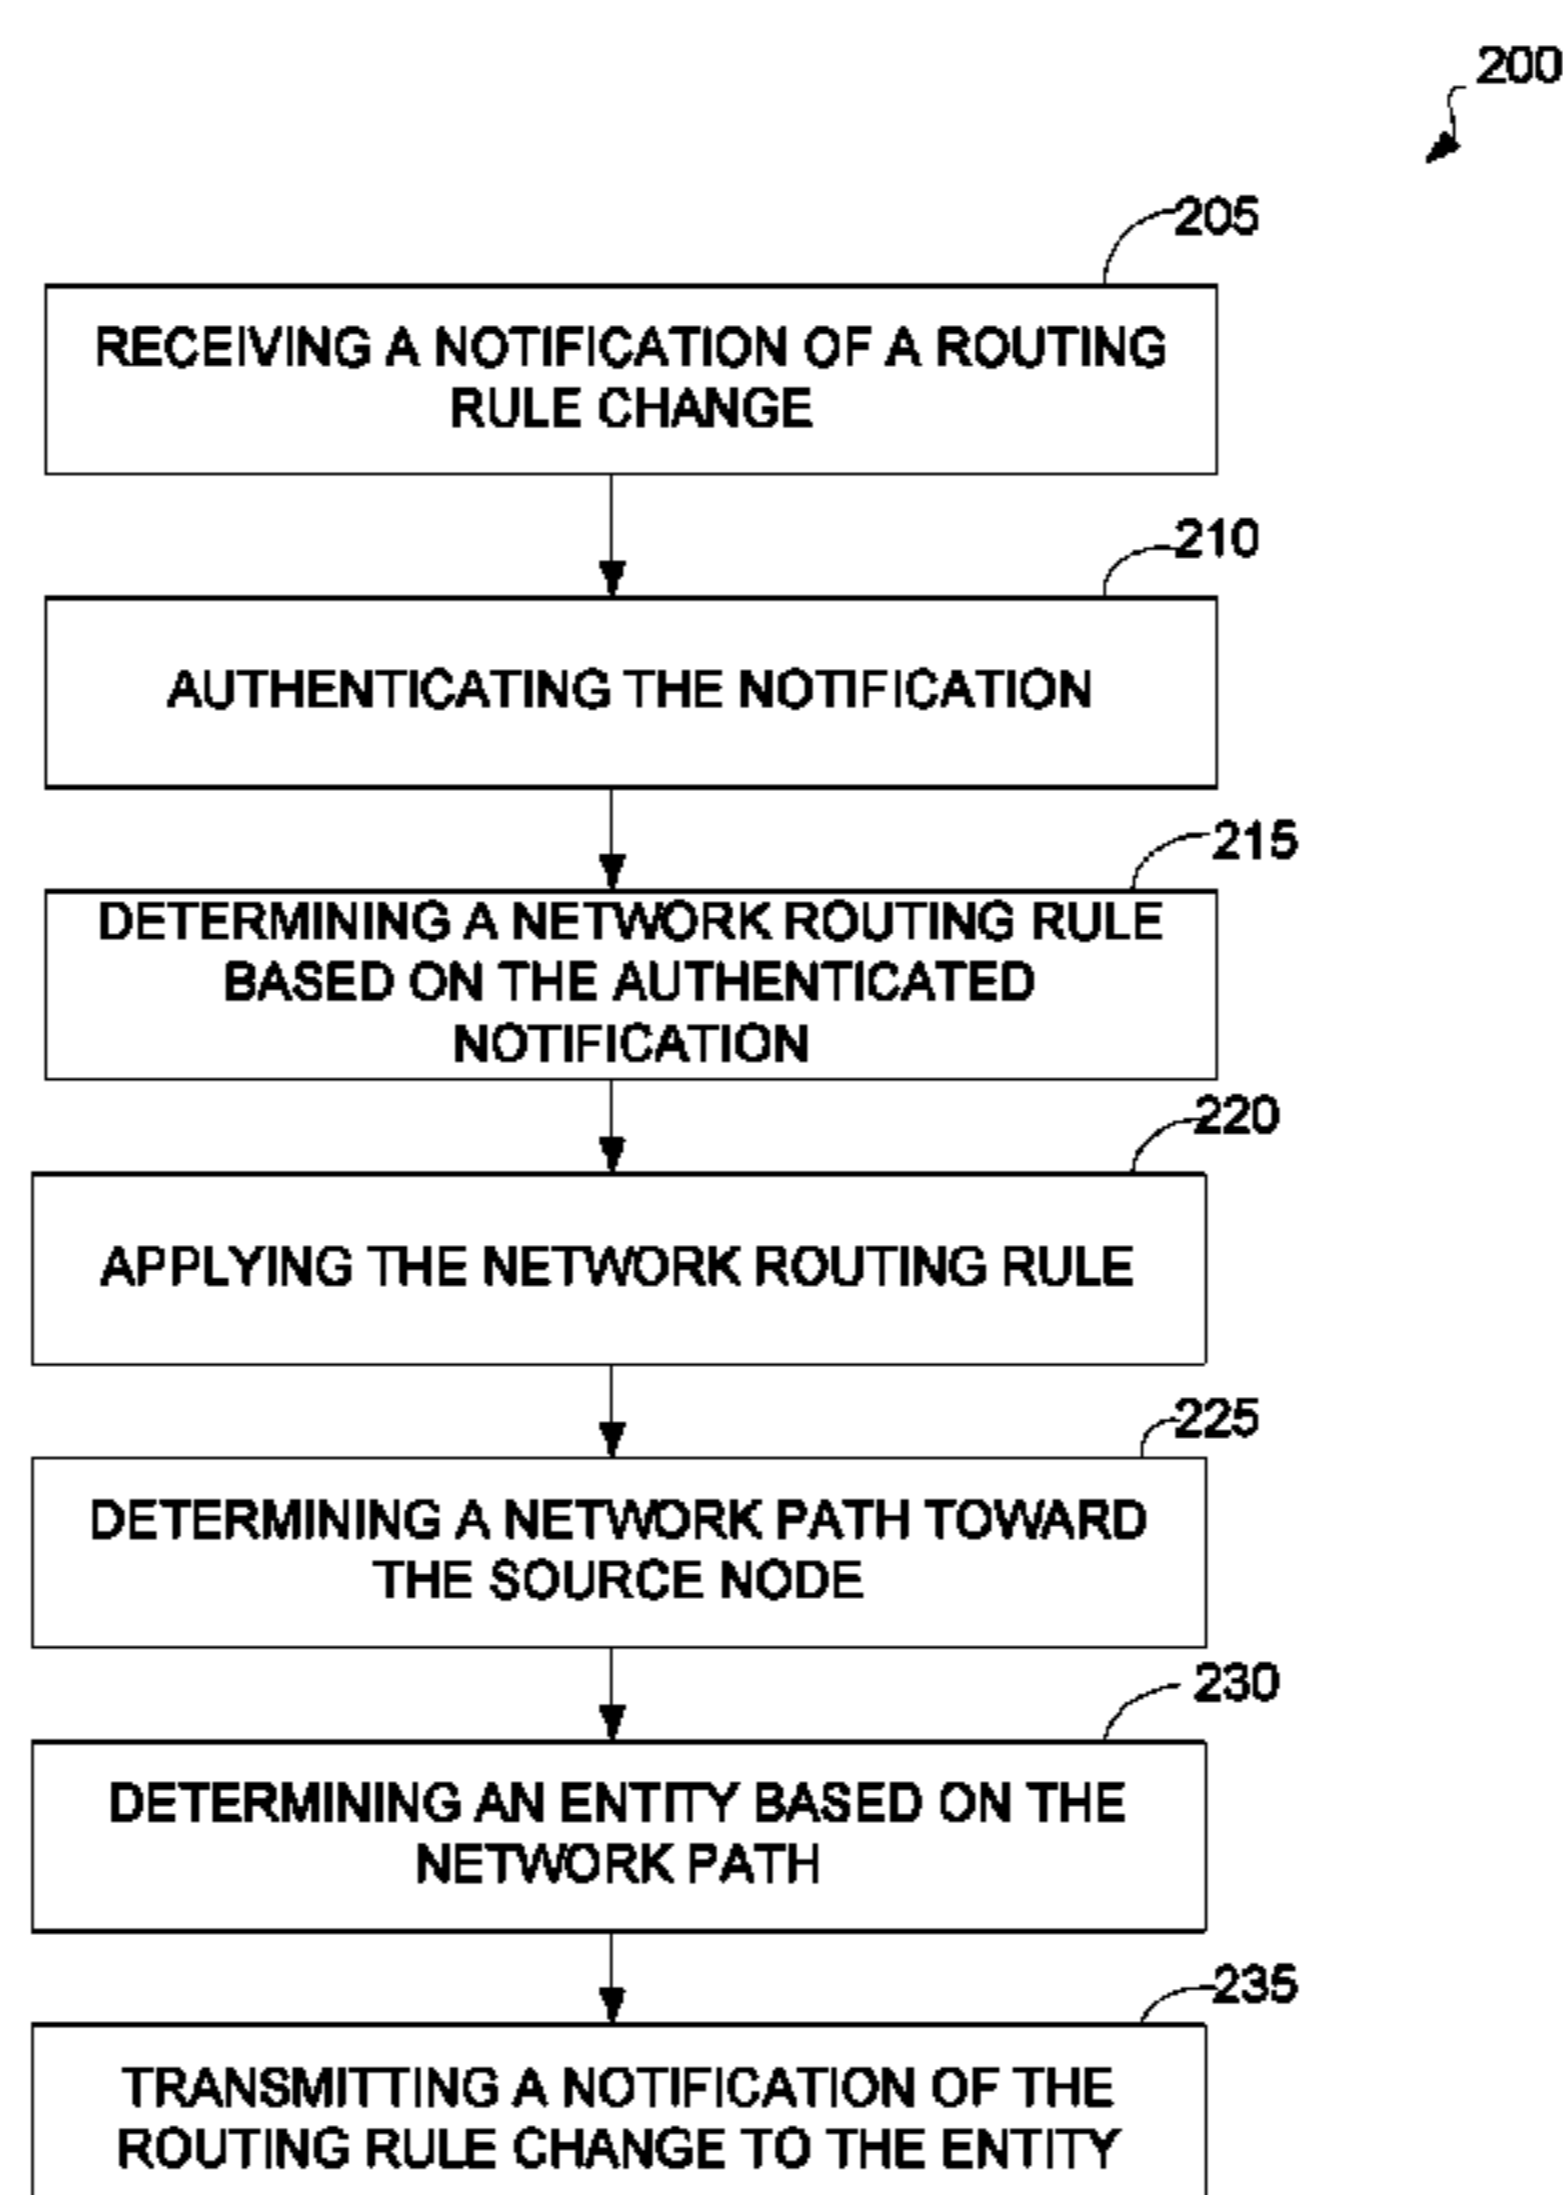 200
205
RECEIVING A NOTIFICATION OF A ROUTING
RULE CHANGE
210
AUTHENTICATING THE NOTIFICATION
215
DETERMINING A NETWORK ROUTING RULE
BASED ON THE AUTHENTICATED
NOTIFICATION
220
APPLYING THE NETWORK ROUTING RULE
225
DETERMINING A NETWORK PATH TOWARD
THE SOURCE NODE
230
DETERMINING AN ENTITY BASED ON THE
NETWORK PATH
235
TRANSMITTING A NOTIFICATION OF THE
ROUTING RULE CHANGE TO THE ENTITY